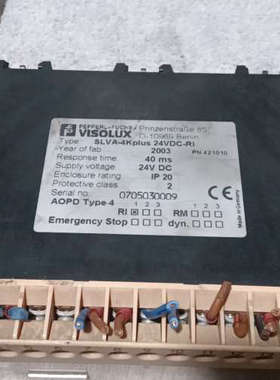 PEPPERL+FUCHS
VISOLUX
Prinzenstraße 85
D-10969 Berlin
Type: SLVA-4Kplus 24VDC-RI
Year of fab 2003 PN 421010
Response time 40 ms
Supply voltage 24V DC
Enclosure rating IP 20
Protective class 2
Serial no. 0705030009
Made in Germany
AOPD Type-4 1 2 3 1 2 3
RI RM
Emergency Stop dyn.